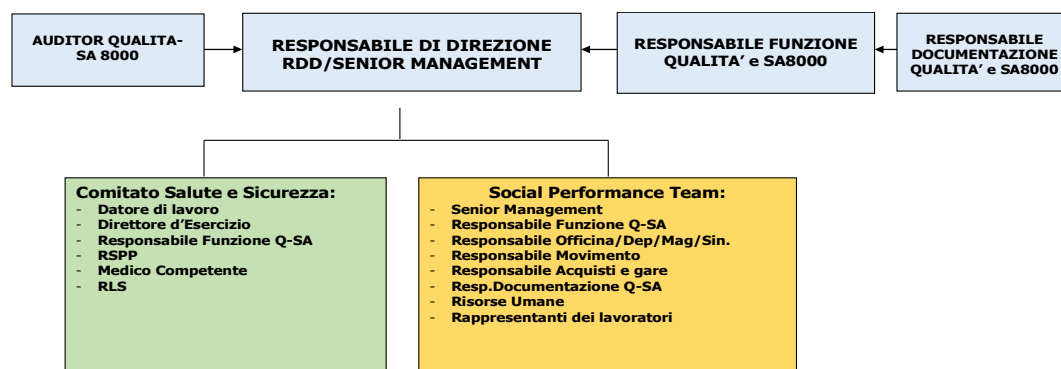 AUDITOR QUALITA-
SA 8000
RESPONSABILE DI DIREZIONE
RDD/SENIOR MANAGEMENT
RESPONSABILE FUNZIONE
QUALITA’ e SA8000
RESPONSABILE
DOCUMENTAZIONE
QUALITA’ e SA8000
Comitato Salute e Sicurezza:
- Datore di lavoro
- Direttore d’Esercizio
- Responsabile Funzione Q-SA
- RSPP
- Medico Competente
- RLS
Social Performance Team:
- Senior Management
- Responsabile Funzione Q-SA
- Responsabile Officina/Dep/Mag/Sin.
- Responsabile Movimento
- Responsabile Acquisti e gare
- Resp.Documentazione Q-SA
- Risorse Umane
- Rappresentanti dei lavoratori